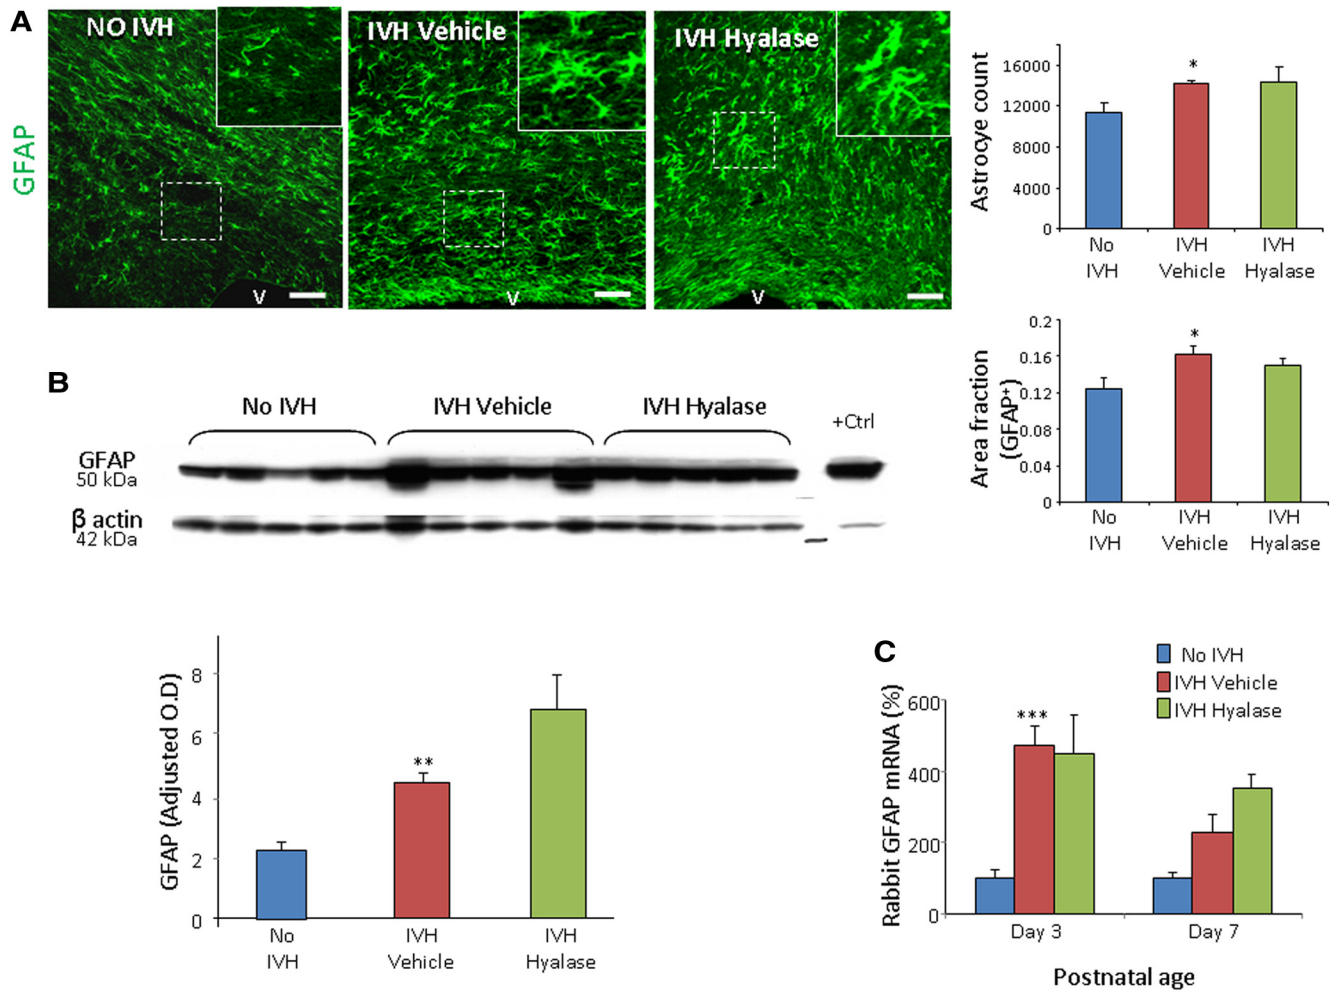 A
NO IVH
IVH Vehicle
IVH Hyalase
GFAP
V
V
V
Astrocye count
16000
12000
8000
4000
0
*
No IVH
IVH Vehicle
IVH Hyalase
Area fraction
(GFAP+)
0.2
0.16
0.12
0.08
0.04
0
*
No IVH
IVH Vehicle
IVH Hyalase
B
No IVH
IVH Vehicle
IVH Hyalase
+Ctrl
GFAP
50 kDa
β actin
42 kDa
GFAP (Adjusted O.D)
8
6
4
2
0
**
No IVH
IVH Vehicle
IVH Hyalase
C
No IVH
IVH Vehicle
IVH Hyalase
Rabbit GFAP mRNA (%)
600
400
200
0
***
Day 3
Day 7
Postnatal age